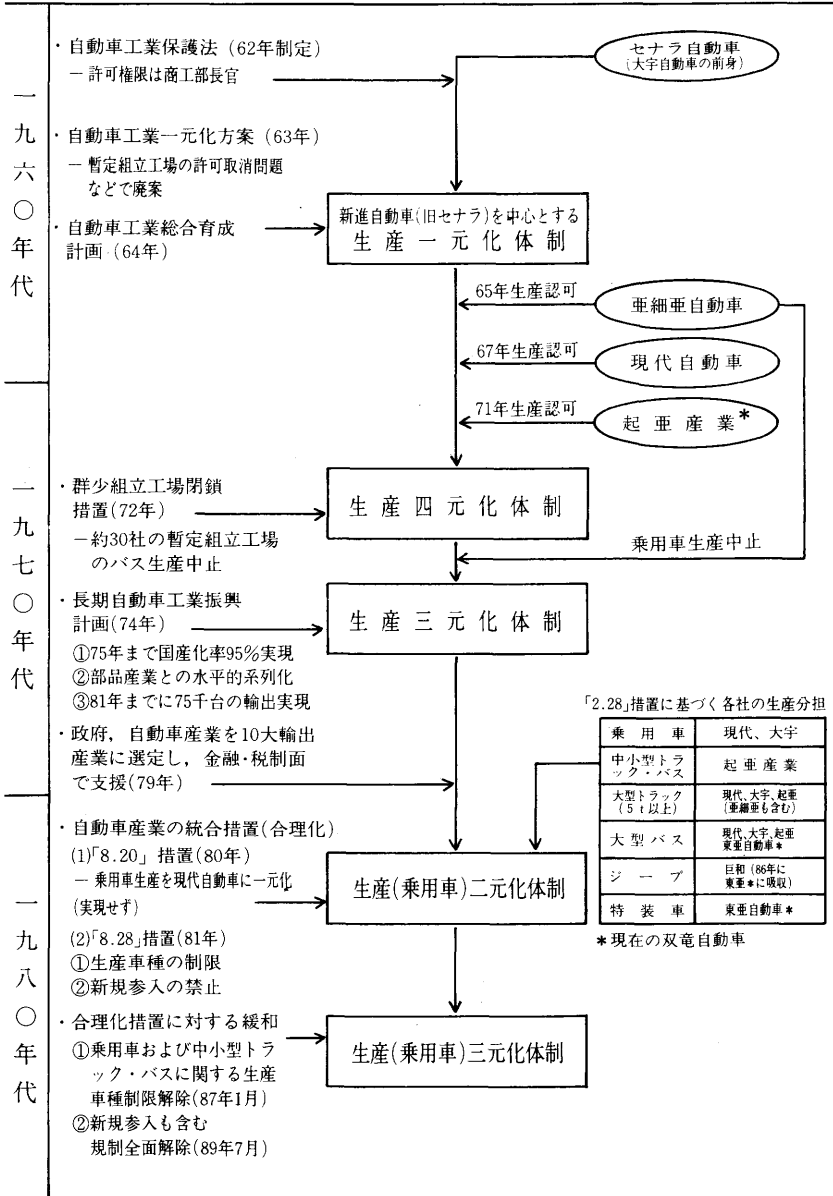 一九六〇年代
・自動車工業保護法(62年制定)
― 許可権限は商工部長官
・自動車工業一元化方案(63年)
― 暫定組立工場の許可取消問題
などで廃案
・自動車工業総合育成
計画(64年)
セナラ自動車
(大宇自動車の前身)
新進自動車(旧セナラ)を中心とする
生産一元化体制
65年生産認可
亜細亜自動車
67年生産認可
現代自動車
71年生産認可
起亜産業*
一九七〇年代
・群少組立工場閉鎖
措置(72年)
―約30社の暫定組立工場
のバス生産中止
生産四元化体制
乗用車生産中止
・長期自動車工業振興
計画(74年)
①75年まで国産化率95%実現
②部品産業との水平的系列化
③81年までに75千台の輸出実現
生産三元化体制
・政府，自動車産業を10大輸出
産業に選定し，金融・税制面
で支援(79年)
「2.28」措置に基づく各社の生産分担
乗用車 現代、大宇
中小型トラ
ック・バス 起亜産業
大型トラック
(5t以上) 現代、大宇、起亜
(亜細亜も含む)
大型バス 現代、大宇、起亜
東亜自動車*
ジープ 巨和(86年に
東亜*に吸収)
特装車 東亜自動車*
*現在の双竜自動車
一九八〇年代
・自動車産業の統合措置(合理化)
(1)「8.20」措置(80年)
― 乗用車生産を現代自動車に一元化
(実現せず)
(2)「8.28」措置(81年)
①生産車種の制限
②新規参入の禁止
生産(乗用車)二元化体制
・合理化措置に対する緩和
①乗用車および中小型トラ
ック・バスに関する生産
車種制限解除(87年1月)
②新規参入も含む
規制全面解除(89年7月)
生産(乗用車)三元化体制